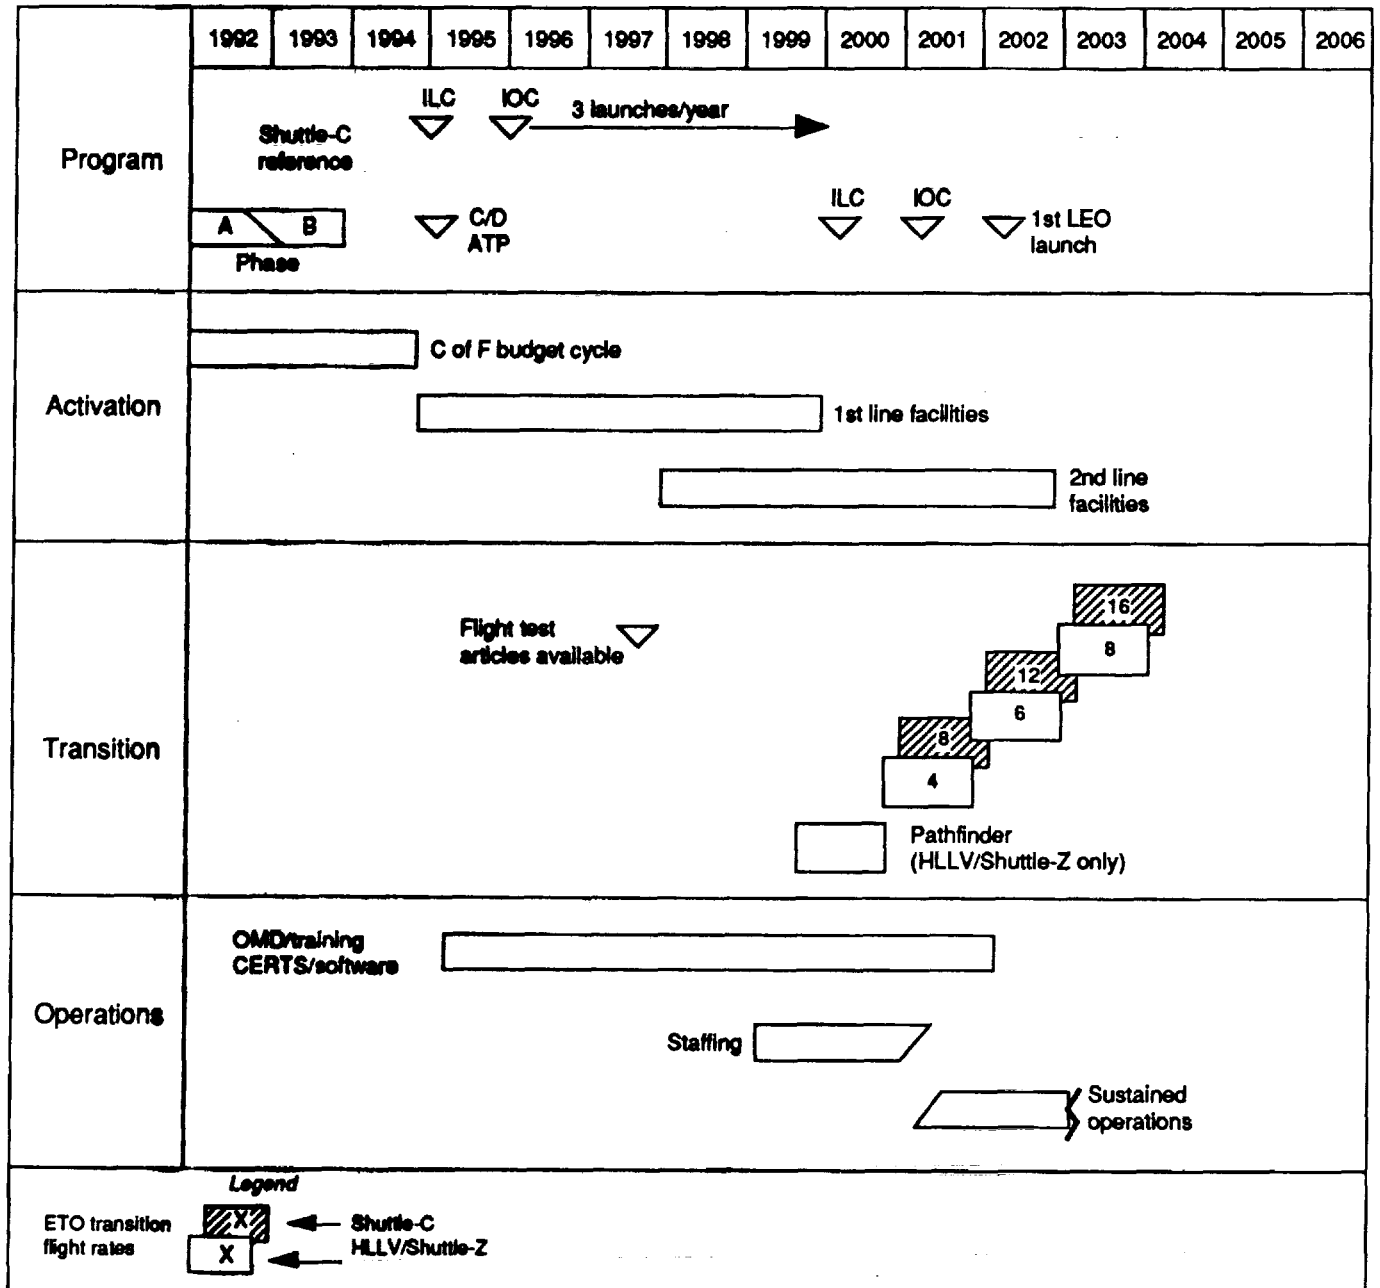 1992 1993 1994 1995 1996 1997 1998 1999 2000 2001 2002 2003 2004 2005 2006
Program
ILC IOC
3 launches/year
Shuttle-C
reference
ILC IOC
A B
C/D
ATP
1st LEO
launch
Phase
Activation
C of F budget cycle
1st line facilities
2nd line
facilities
Transition
Flight test
articles available
16
8
12
6
8
4
Pathfinder
(HLLV/Shuttle-Z only)
Operations
OMD/training
CERTS/software
Staffing
Sustained
operations
Legend
ETO transition
flight rates
X
X
Shuttle-C
HLLV/Shuttle-Z